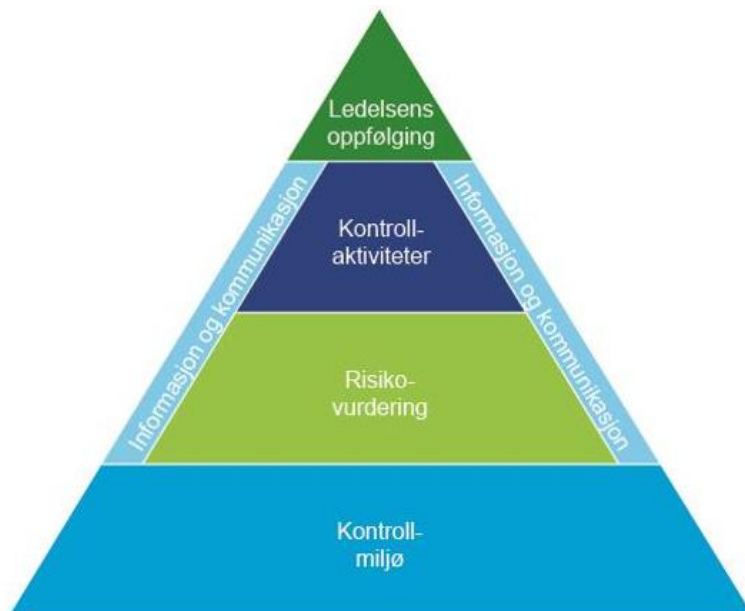 Ledelsens
oppfølging
Informasjon og kommunikasjon
Informasjon og kommunikasjon
Kontroll-
aktiviteter
Risiko-
vurdering
Kontroll-
miljø